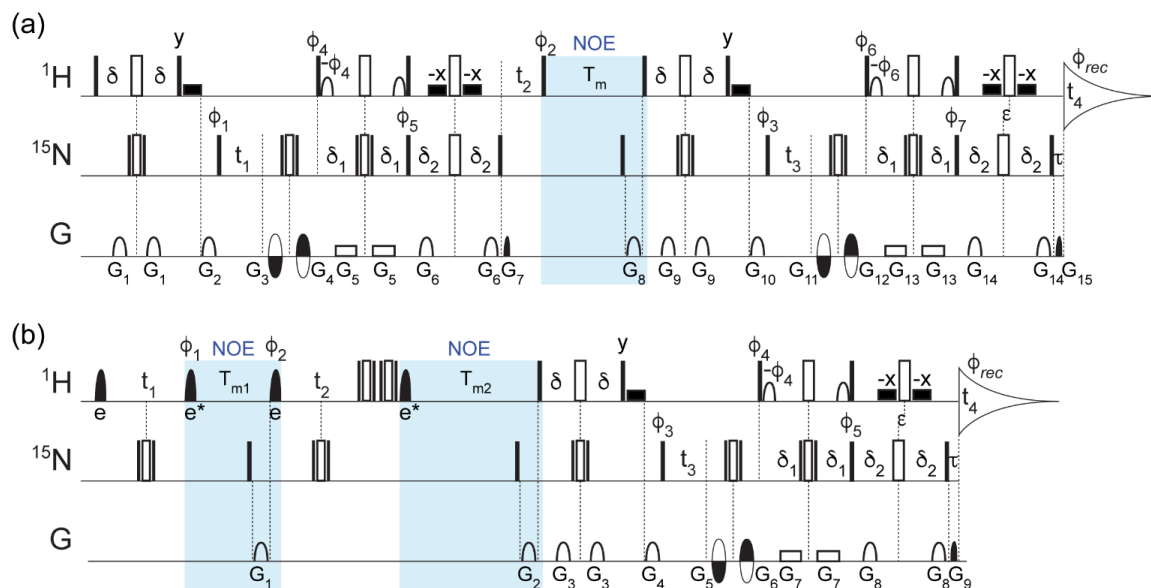 (a)
y ϕ4 -ϕ4 ϕ2 NOE y ϕ6 -ϕ6 ϕrec
1H δ δ -x -x t2 Tm δ δ -x -x t4
ϕ1 ϕ5 ϕ3 ϕ7 ε
15N t1 δ1 δ1 δ2 δ2 t3 δ1 δ1 δ2 δ2 τ
G
G1 G1 G2 G3 G4 G5 G5 G6 G6 G7 G8 G9 G9 G10 G11 G12 G13 G13 G14 G14 G15
(b)
ϕ1 NOE ϕ2 NOE y ϕ4 -ϕ4 ϕrec
1H t1 Tm1 t2 Tm2 δ δ -x -x t4
e e* e e* ϕ3 ϕ5 ε
15N t3 δ1 δ1 δ2 δ2 τ
G
G1 G2 G3 G3 G4 G5 G6 G7 G7 G8 G8 G9